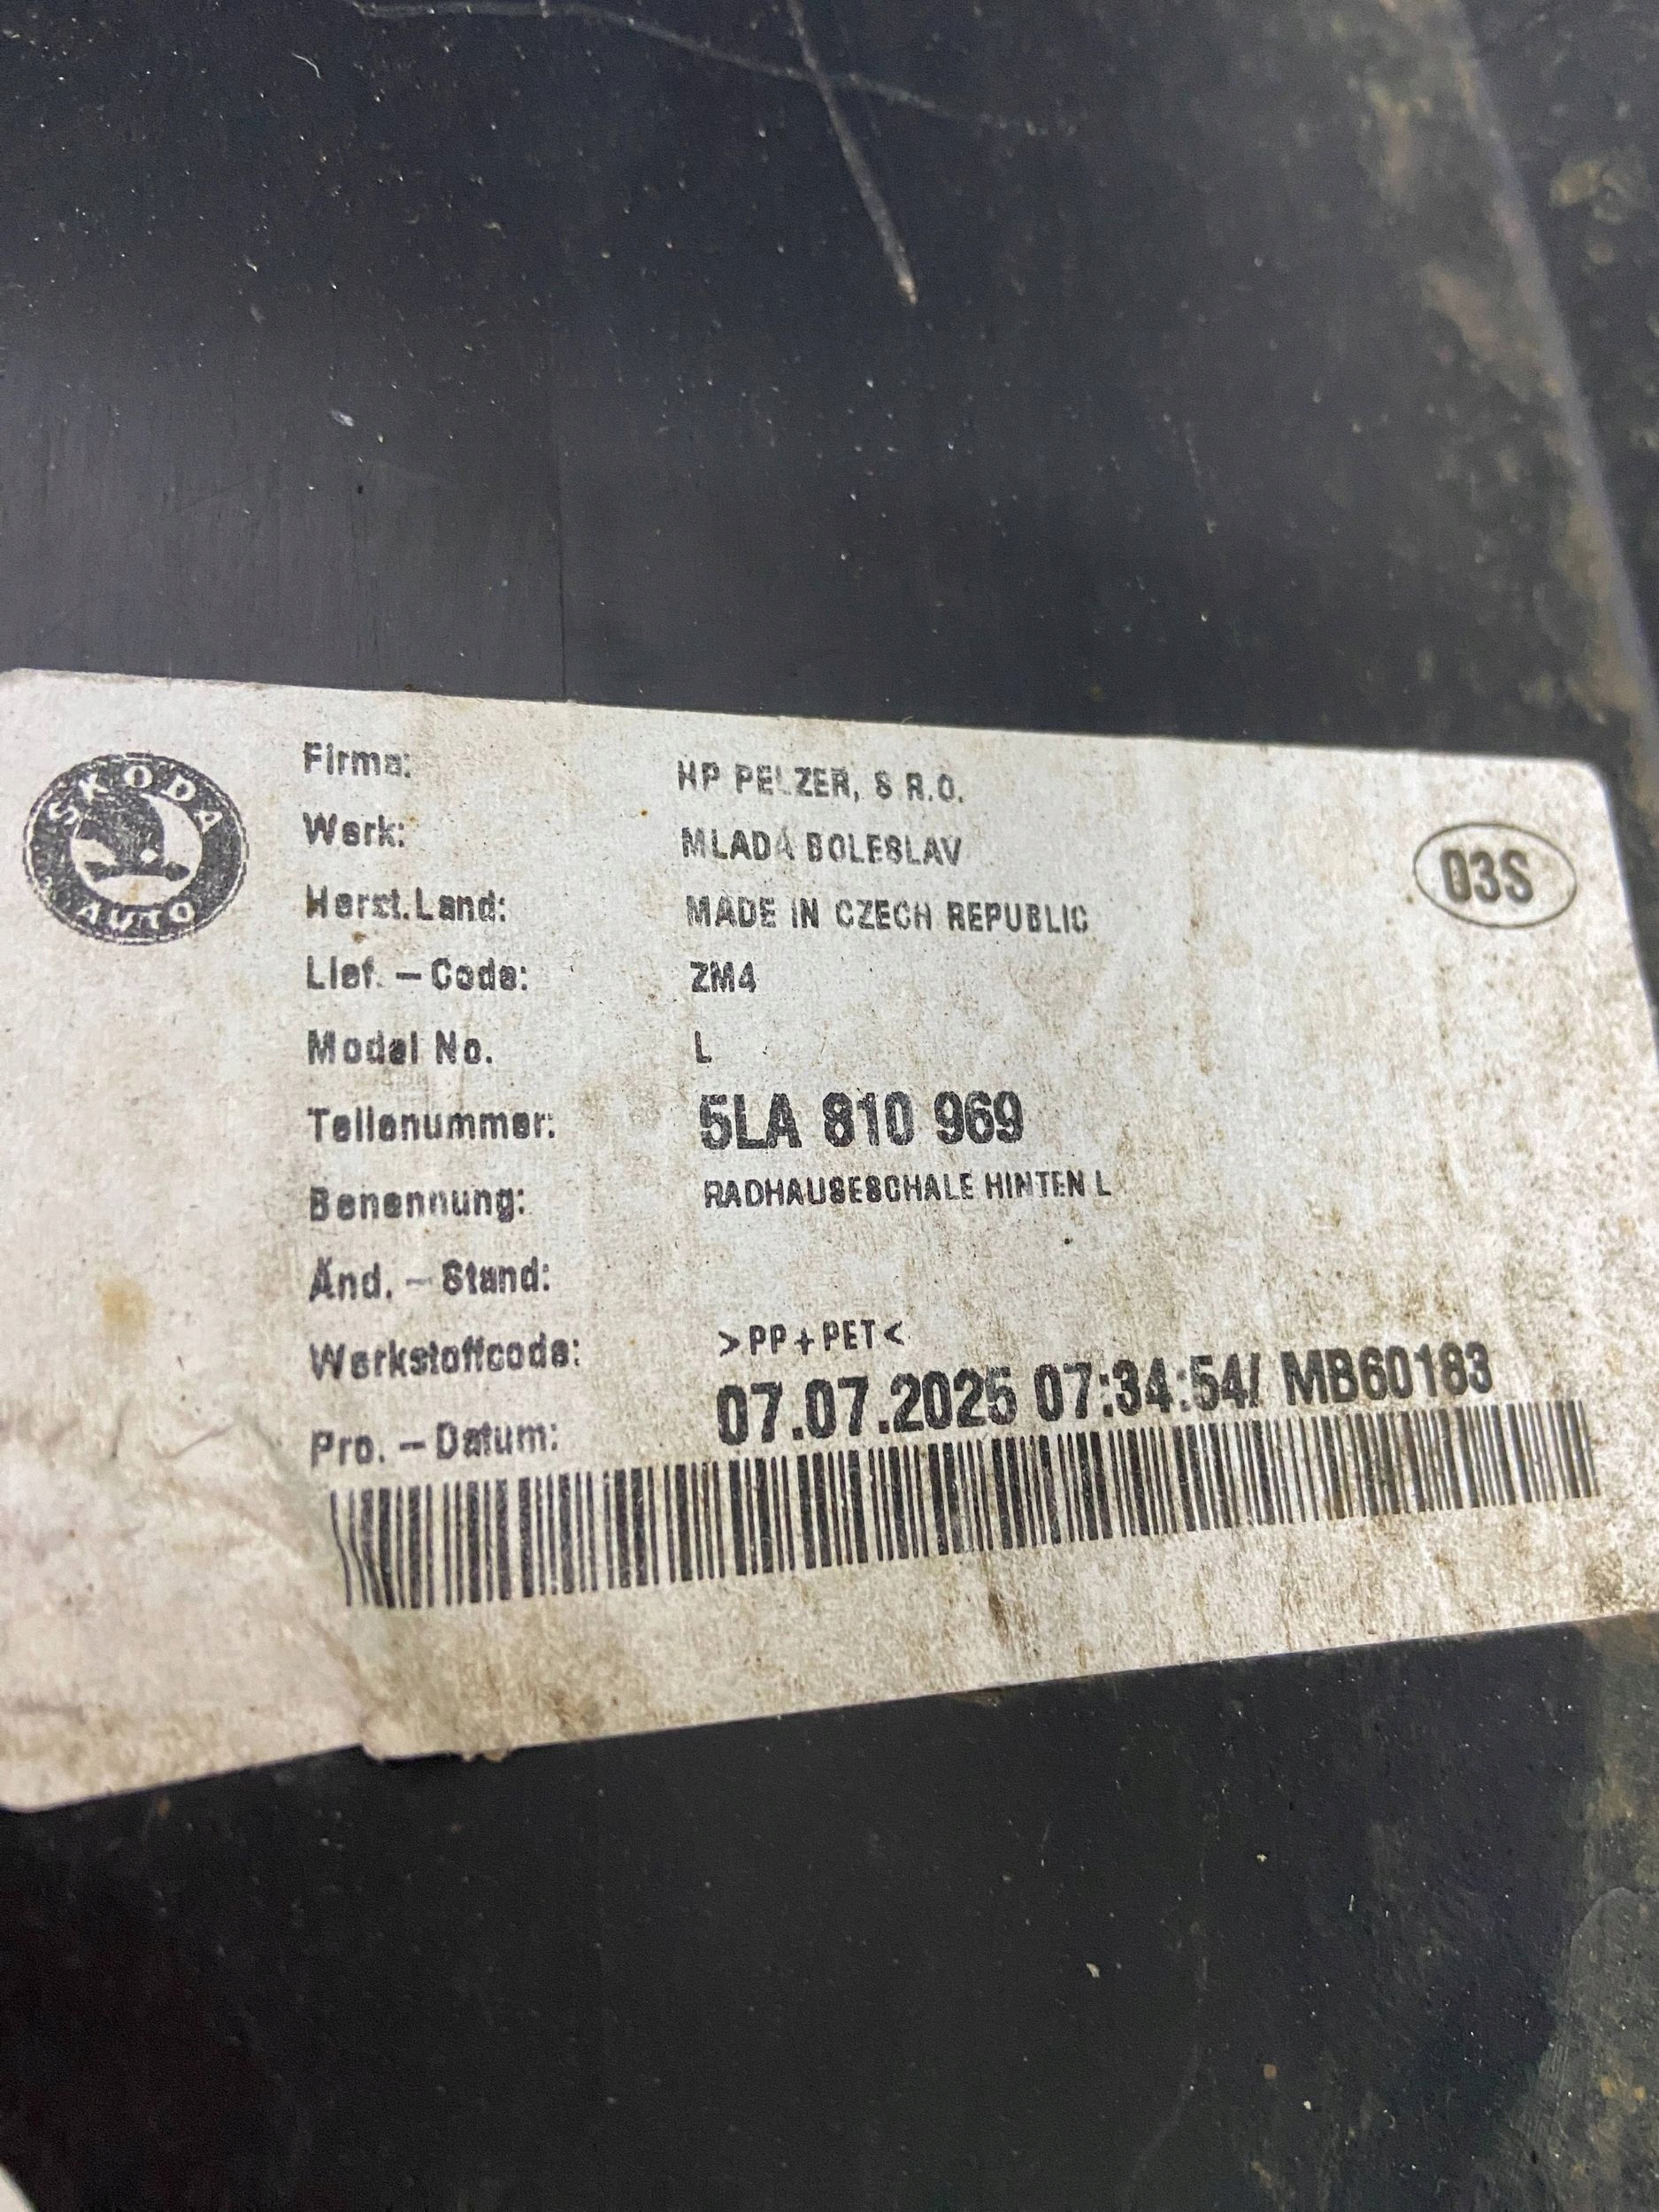 ŠKODA
AUTO
Firma: HP PELZER, S R.O.
Werk: MLADÁ BOLESLAV
03S
Herst.Land: MADE IN CZECH REPUBLIC
Lief. – Code: ZM4
Model No. L
Teilenummer: 5LA 810 969
Benennung: RADHAUSESCHALE HINTEN L
Änd. – Stand:
Werkstoffcode: >PP+PET<
Pro. – Datum: 07.07.2025 07:34:54/ MB60183